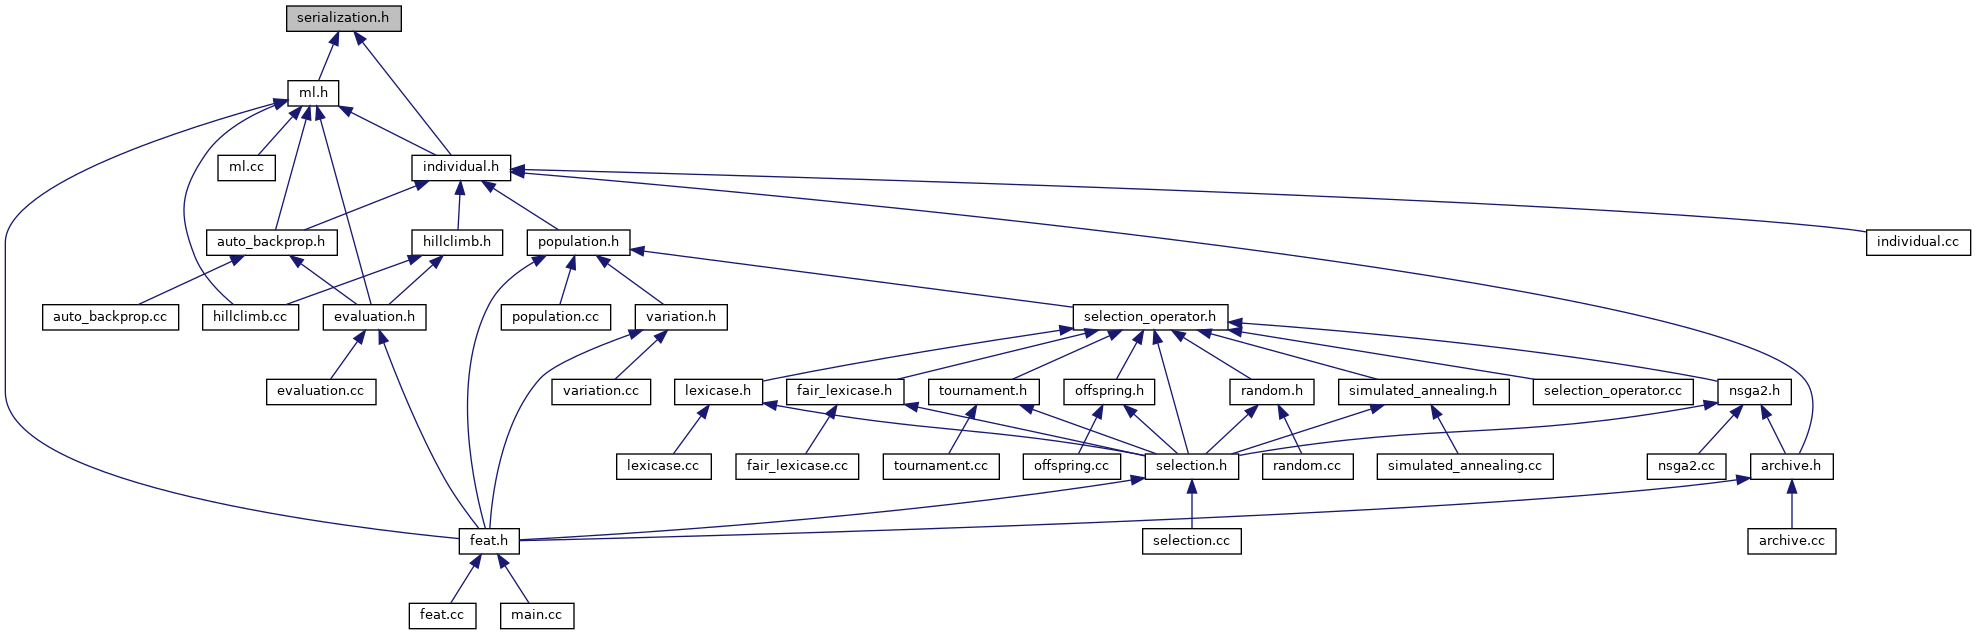 serialization.h
ml.h
ml.cc
individual.h
auto_backprop.h
hillclimb.h
population.h
individual.cc
auto_backprop.cc
hillclimb.cc
evaluation.h
population.cc
variation.h
selection_operator.h
evaluation.cc
variation.cc
lexicase.h
fair_lexicase.h
tournament.h
offspring.h
random.h
simulated_annealing.h
selection_operator.cc
nsga2.h
lexicase.cc
fair_lexicase.cc
tournament.cc
offspring.cc
selection.h
random.cc
simulated_annealing.cc
nsga2.cc
archive.h
feat.h
selection.cc
archive.cc
feat.cc
main.cc